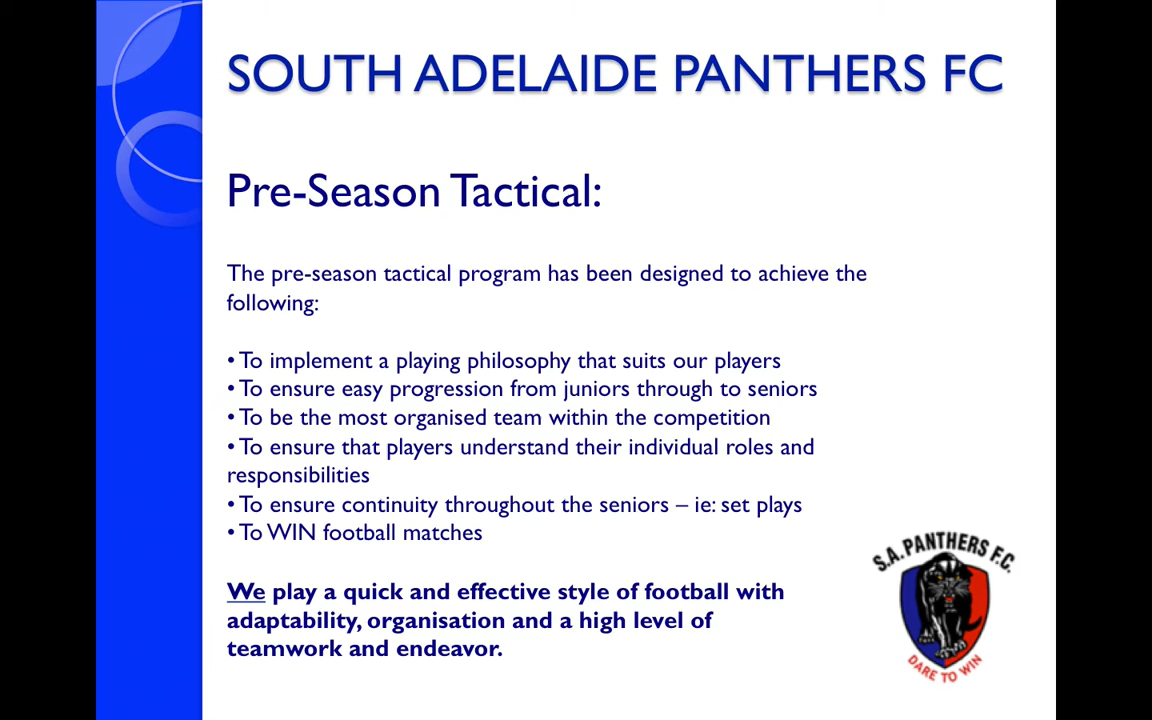 SOUTH ADELAIDE PANTHERS FC
Pre-Season Tactical:
The pre-season tactical program has been designed to achieve the
following:
• To implement a playing philosophy that suits our players
• To ensure easy progression from juniors through to seniors
• To be the most organised team within the competition
• To ensure that players understand their individual roles and
responsibilities
• To ensure continuity throughout the seniors – ie: set plays
• To WIN football matches
We play a quick and effective style of football with
adaptability, organisation and a high level of
teamwork and endeavor.
S.A. PANTHERS F.C.
DARE TO WIN